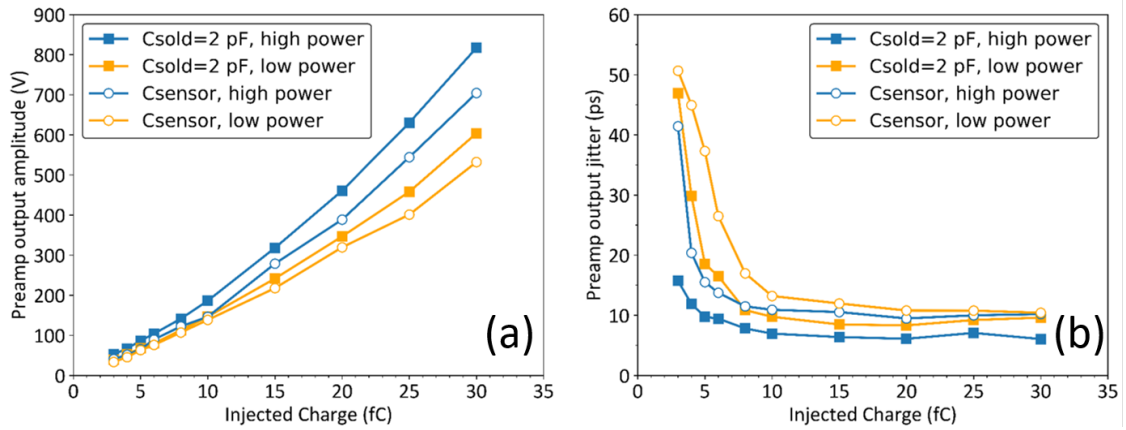 Preamp output amplitude (V)
900
800
700
600
500
400
300
200
100
0
Csold=2 pF, high power
Csold=2 pF, low power
Csensor, high power
Csensor, low power
(a)
0 5 10 15 20 25 30 35
Injected Charge (fC)
Preamp output jitter (ps)
60
50
40
30
20
10
0
Csold=2 pF, high power
Csold=2 pF, low power
Csensor, high power
Csensor, low power
(b)
0 5 10 15 20 25 30 35
Injected Charge (fC)